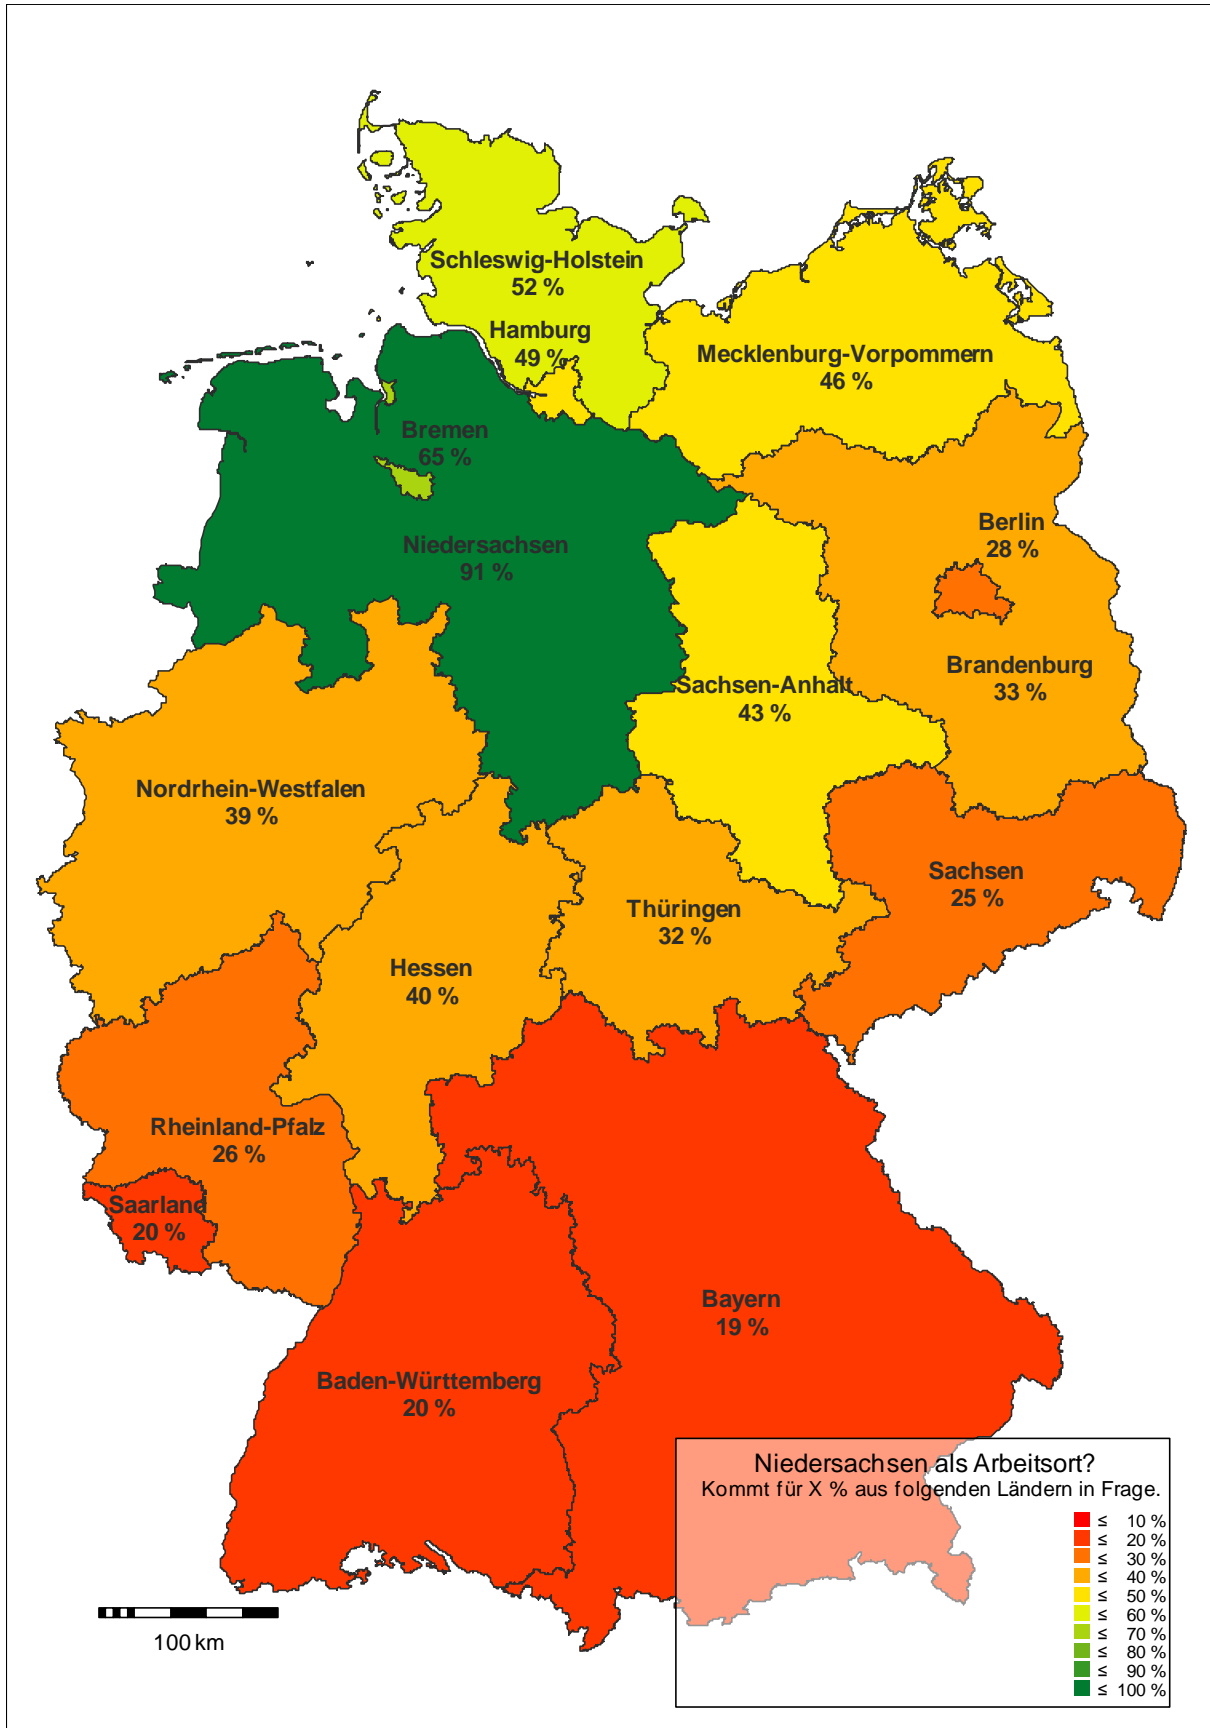 Schleswig-Holstein
52 %
Hamburg
49 %
Mecklenburg-Vorpommern
46 %
Bremen
65 %
Berlin
28 %
Niedersachsen
91 %
Brandenburg
33 %
Sachsen-Anhalt
43 %
Nordrhein-Westfalen
39 %
Sachsen
25 %
Thüringen
32 %
Hessen
40 %
Rheinland-Pfalz
26 %
Saarland
20 %
Bayern
19 %
Baden-Württemberg
20 %
Niedersachsen als Arbeitsort?
Kommt für X % aus folgenden Ländern in Frage.
≤ 10 %
≤ 20 %
≤ 30 %
≤ 40 %
≤ 50 %
≤ 60 %
≤ 70 %
≤ 80 %
≤ 90 %
≤ 100 %
100 km